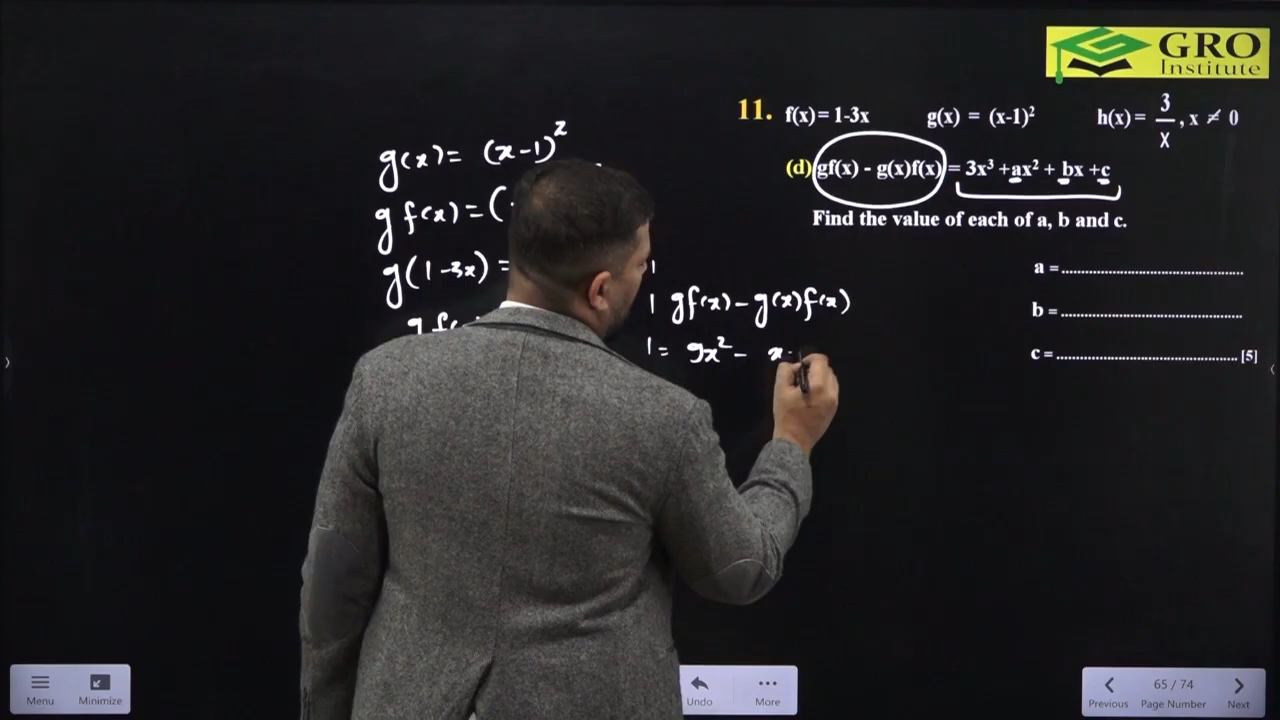 GRO
Institute
11. f(x)= 1-3x g(x) = (x-1)² h(x)= 3/x , x ≠ 0
(d) gf(x) - g(x)f(x) = 3x³ +ax² + bx +c
Find the value of each of a, b and c.
a = ................................................
b = ................................................
c = ................................................ [5]
g(x) = (x-1)²
g f(x) = (
g(1-3x) =
gf(x) - g(x)f(x)
= 9x² - x
Menu
Minimize
Undo
More
Previous
65 / 74
Page Number
Next